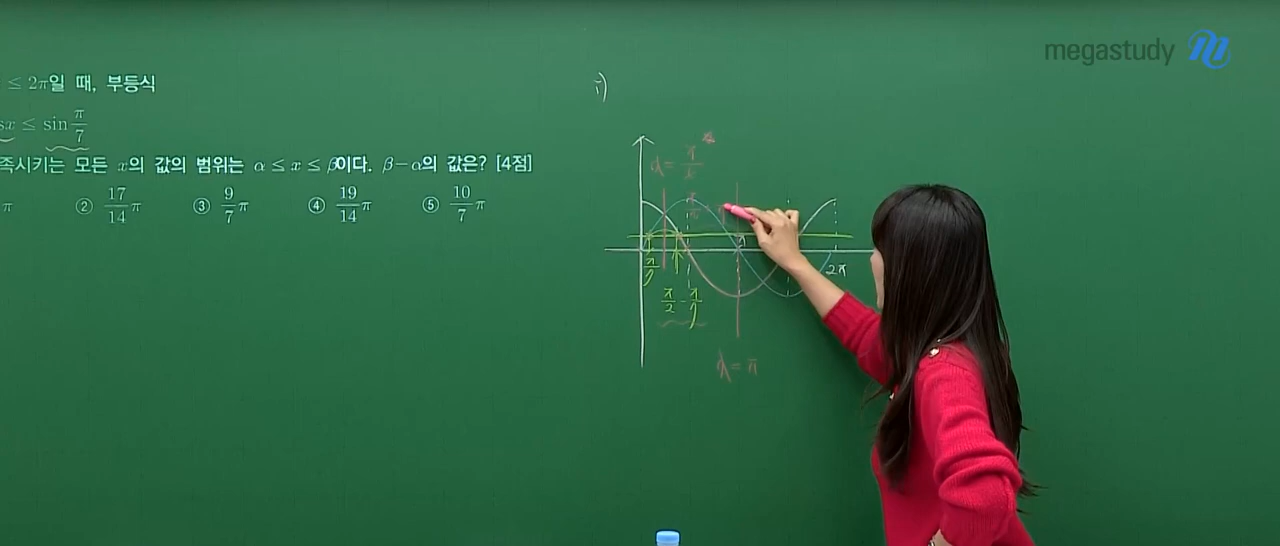 megastudy
≤ 2π일 때, 부등식
sx ≤ sin π/7
족시키는 모든 x의 값의 범위는 α ≤ x ≤ β이다. β−α의 값은? [4점]
π ② 17/14 π ③ 9/7 π ④ 19/14 π ⑤ 10/7 π
i)
2π
π/7
π/2 - π/7
= π